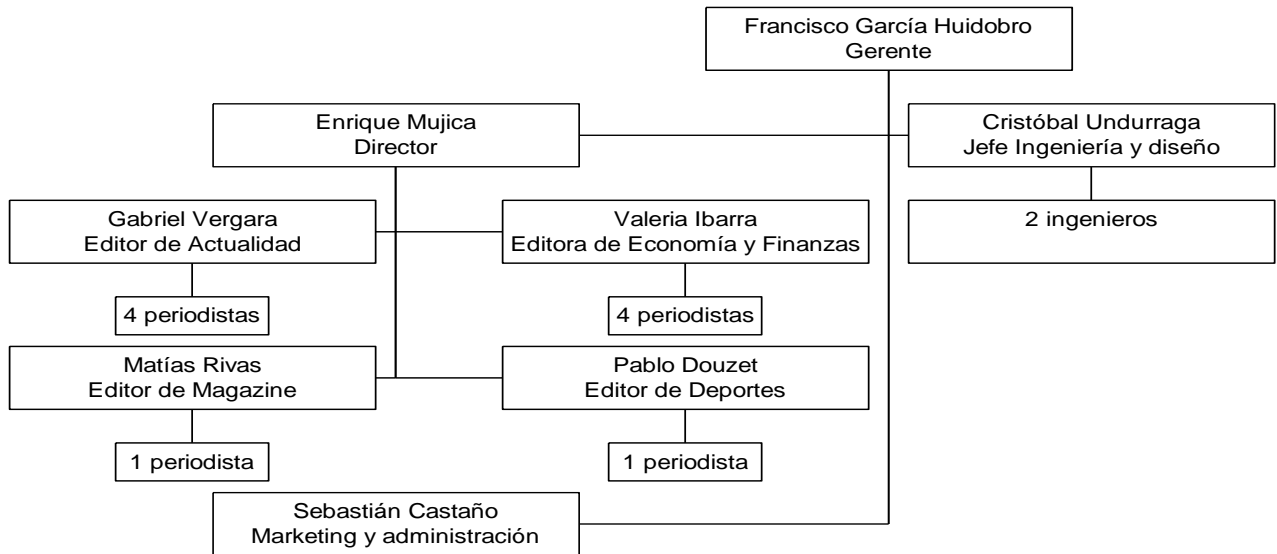 Francisco García Huidobro
Gerente
Enrique Mujica
Director
Cristóbal Undurraga
Jefe Ingeniería y diseño
Gabriel Vergara
Editor de Actualidad
Valeria Ibarra
Editora de Economía y Finanzas
2 ingenieros
4 periodistas
4 periodistas
Matías Rivas
Editor de Magazine
Pablo Douzet
Editor de Deportes
1 periodista
1 periodista
Sebastián Castaño
Marketing y administración